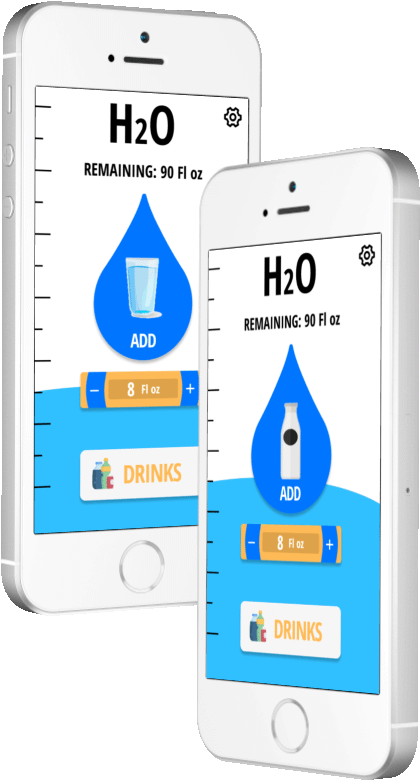 H2O
REMAINING: 90 Fl oz
ADD
− 8 Fl oz +
DRINKS
H2O
REMAINING: 90 Fl oz
ADD
− 8 Fl oz +
DRINKS